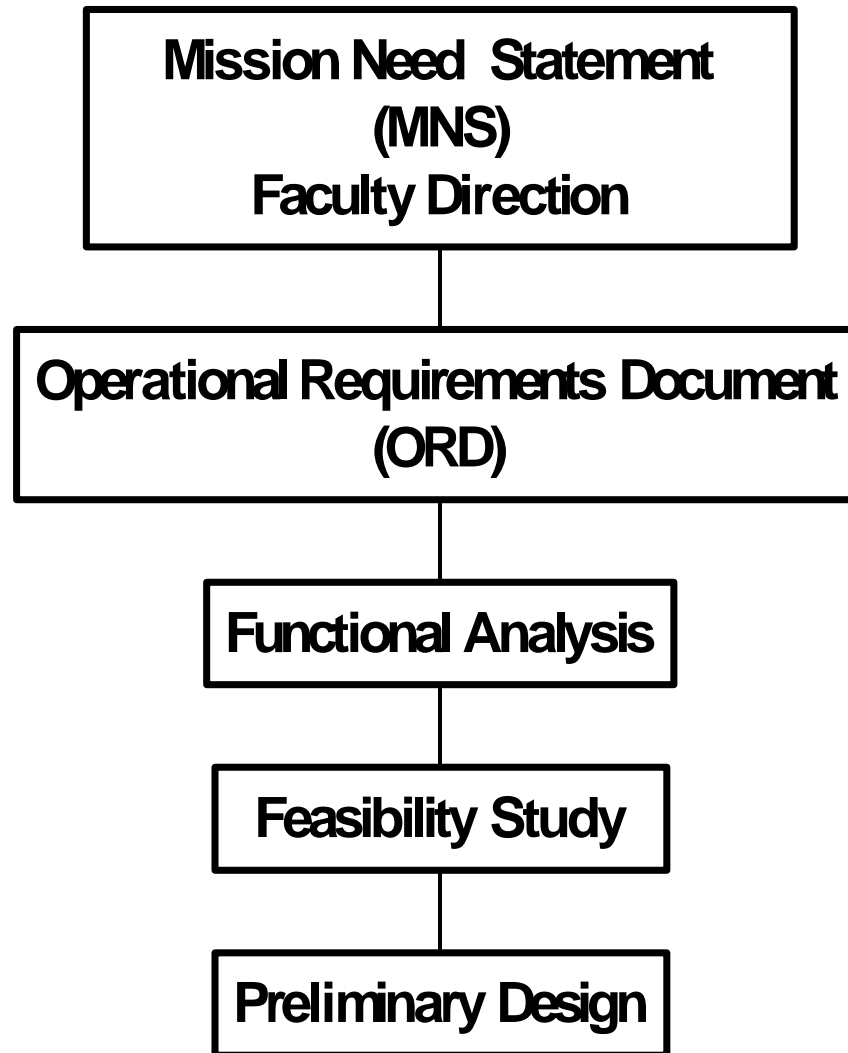 Mission Need Statement
(MNS)
Faculty Direction
Operational Requirements Document
(ORD)
Functional Analysis
Feasibility Study
Preliminary Design